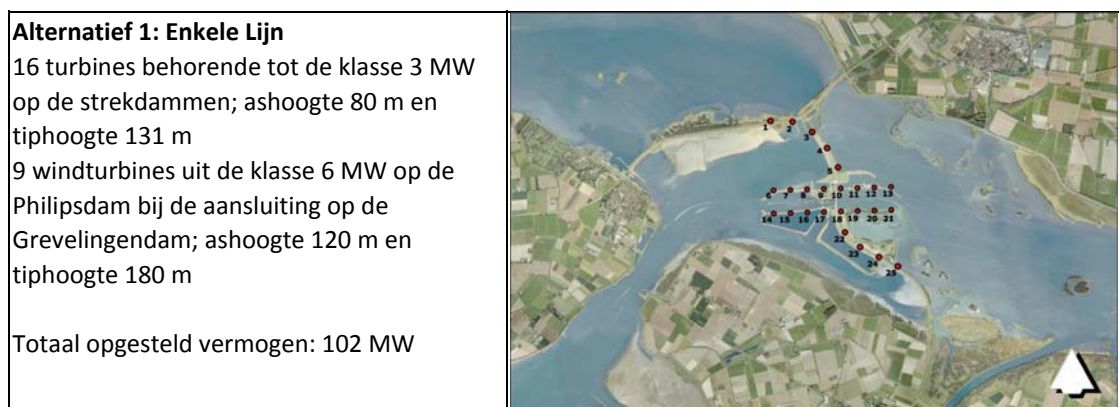 Alternatief 1: Enkele Lijn
16 turbines behorende tot de klasse 3 MW
op de strekdammen; ashoogte 80 m en
tiphoogte 131 m
9 windturbines uit de klasse 6 MW op de
Philipsdam bij de aansluiting op de
Grevelingendam; ashoogte 120 m en
tiphoogte 180 m
Totaal opgesteld vermogen: 102 MW
1 2 3
4
5
6 7 8 9 10 11 12 13
14 15 16 17 18 19 20 21
22
23
24
25